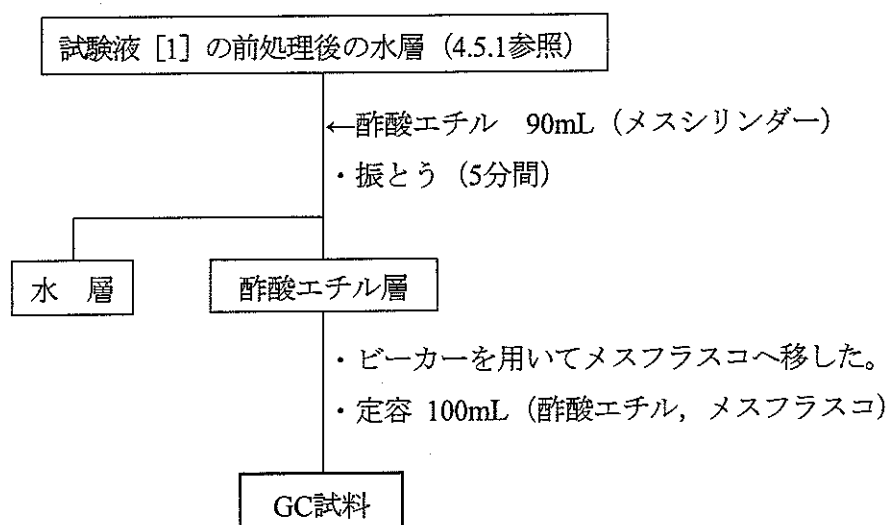 試験液 [1] の前処理後の水層 (4.5.1参照)
←酢酸エチル 90mL (メスシリンダー)
・振とう (5分間)
水 層
酢酸エチル層
・ビーカーを用いてメスフラスコへ移した。
・定容 100mL (酢酸エチル, メスフラスコ)
GC試料